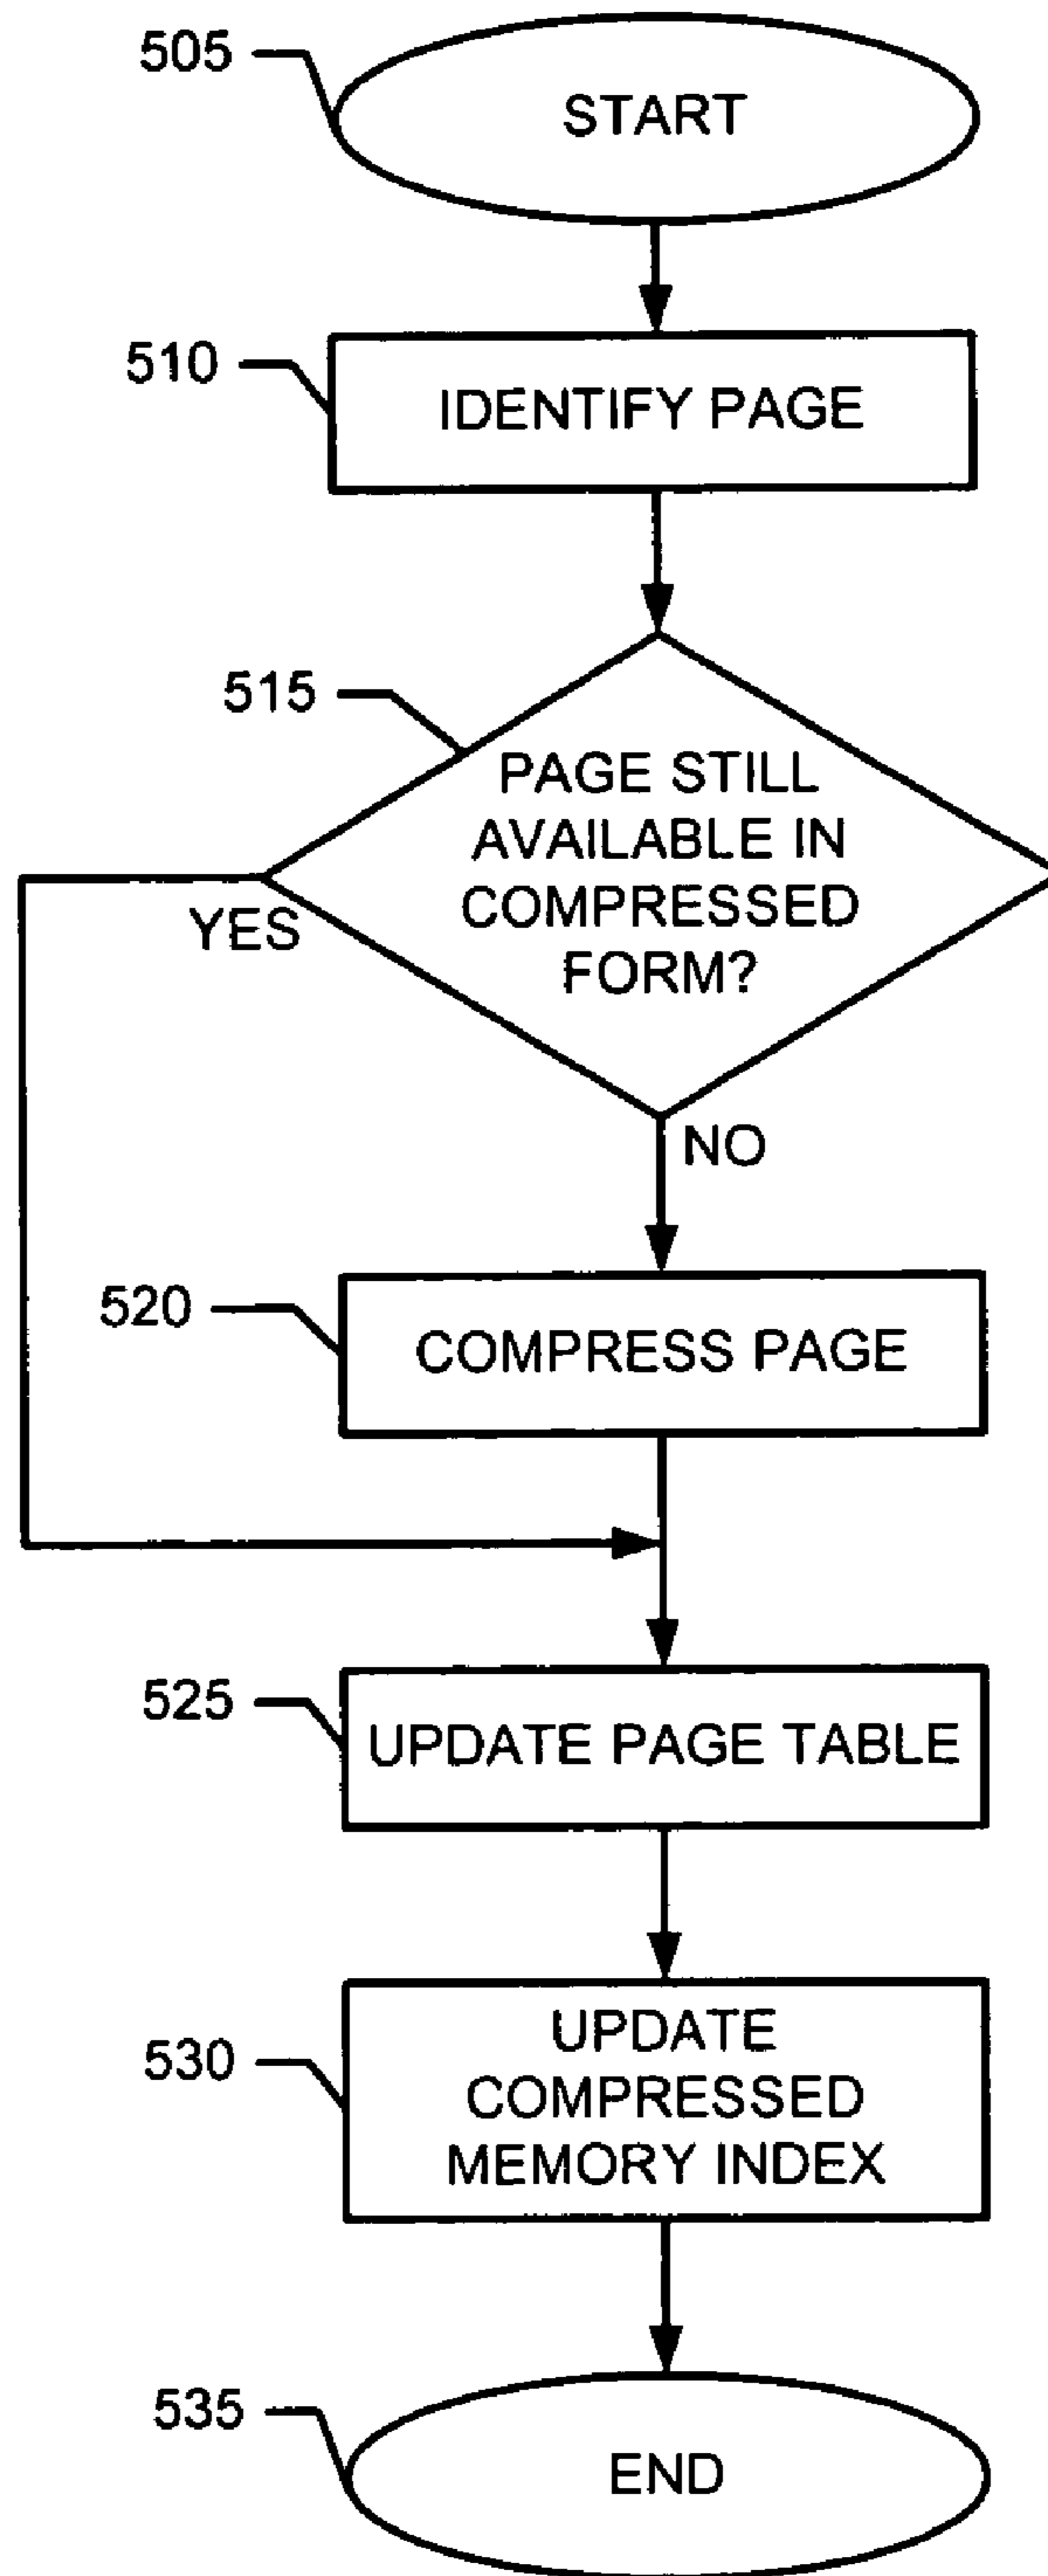 505
START
510
IDENTIFY PAGE
515
PAGE STILL
AVAILABLE IN
COMPRESSED
FORM?
YES
NO
520
COMPRESS PAGE
525
UPDATE PAGE TABLE
530
UPDATE
COMPRESSED
MEMORY INDEX
535
END